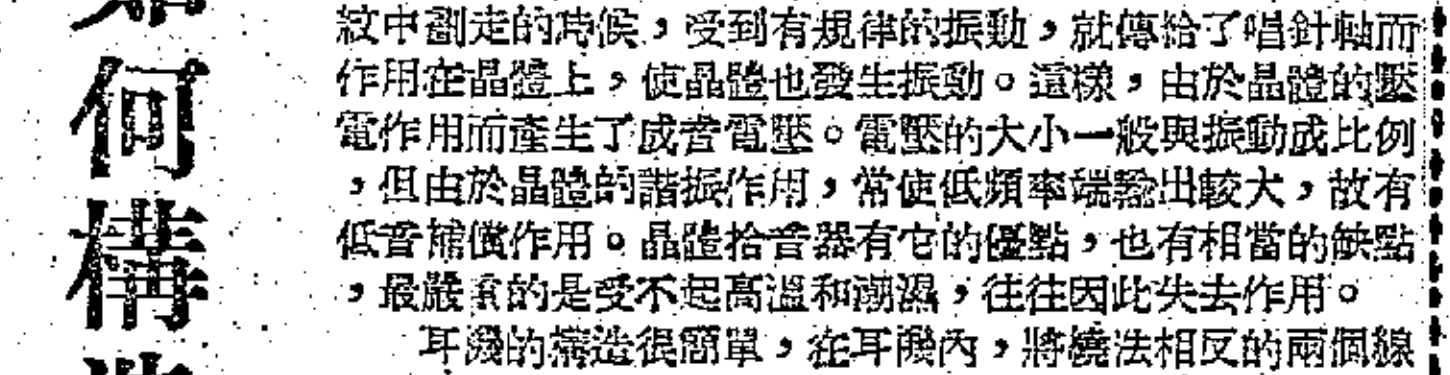 何構
紋中劃走的時候，受到有規律的振動，就傳給了唱針軸而
作用在晶體上，使晶體也發生振動。這樣，由於晶體的壓
電作用而產生了成音電壓。電壓的大小一般與振動成比例
，但由於晶體的諧振作用，常使低頻率端輸出較大，故有
低音補償作用。晶體拾音器有它的優點，也有相當的缺點
，最嚴重的是受不起高溫和潮濕，往往因此失去作用。
耳機的構造很簡單，在耳機內，將繞法相反的兩個線